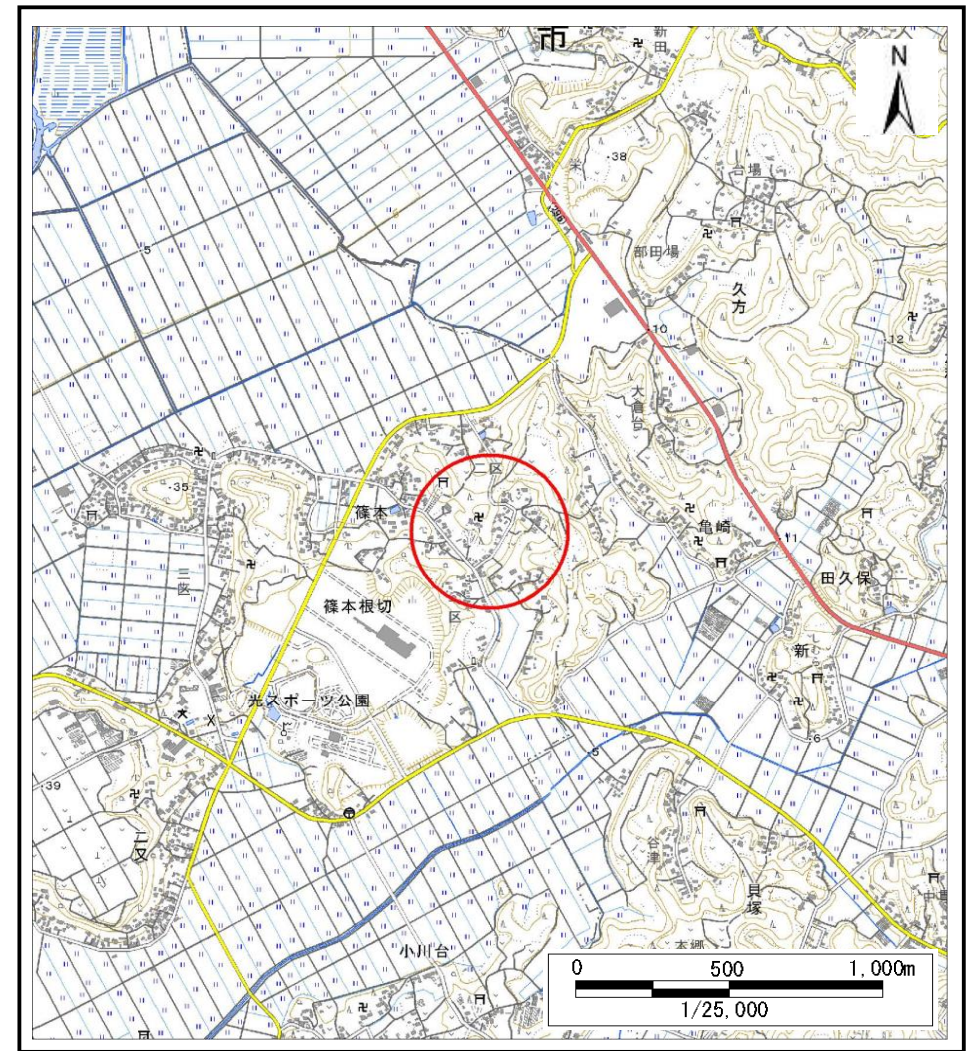 市
新田
N
38
台場
296
部田場
久方
5
10
12
大倉台
二区
35
篠本
亀崎
11
三区
田久保
篠本根切
区
新
光スポーツ公園
6
5
39
二又
谷津
貝塚
小川台
本郷
0 500 1,000m
1/25,000